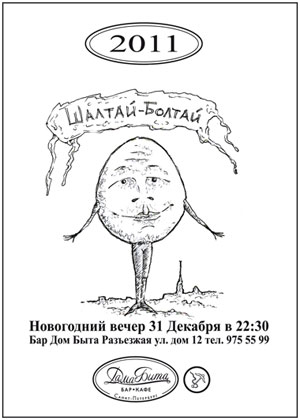 2011
Шалтай-Болтай
Новогодний вечер 31 Декабря в 22:30
Бар Дом Быта Разъезжая ул. дом 12 тел. 975 55 99
Дома Быта
БАР•КАФЕ
Санкт-Петербург